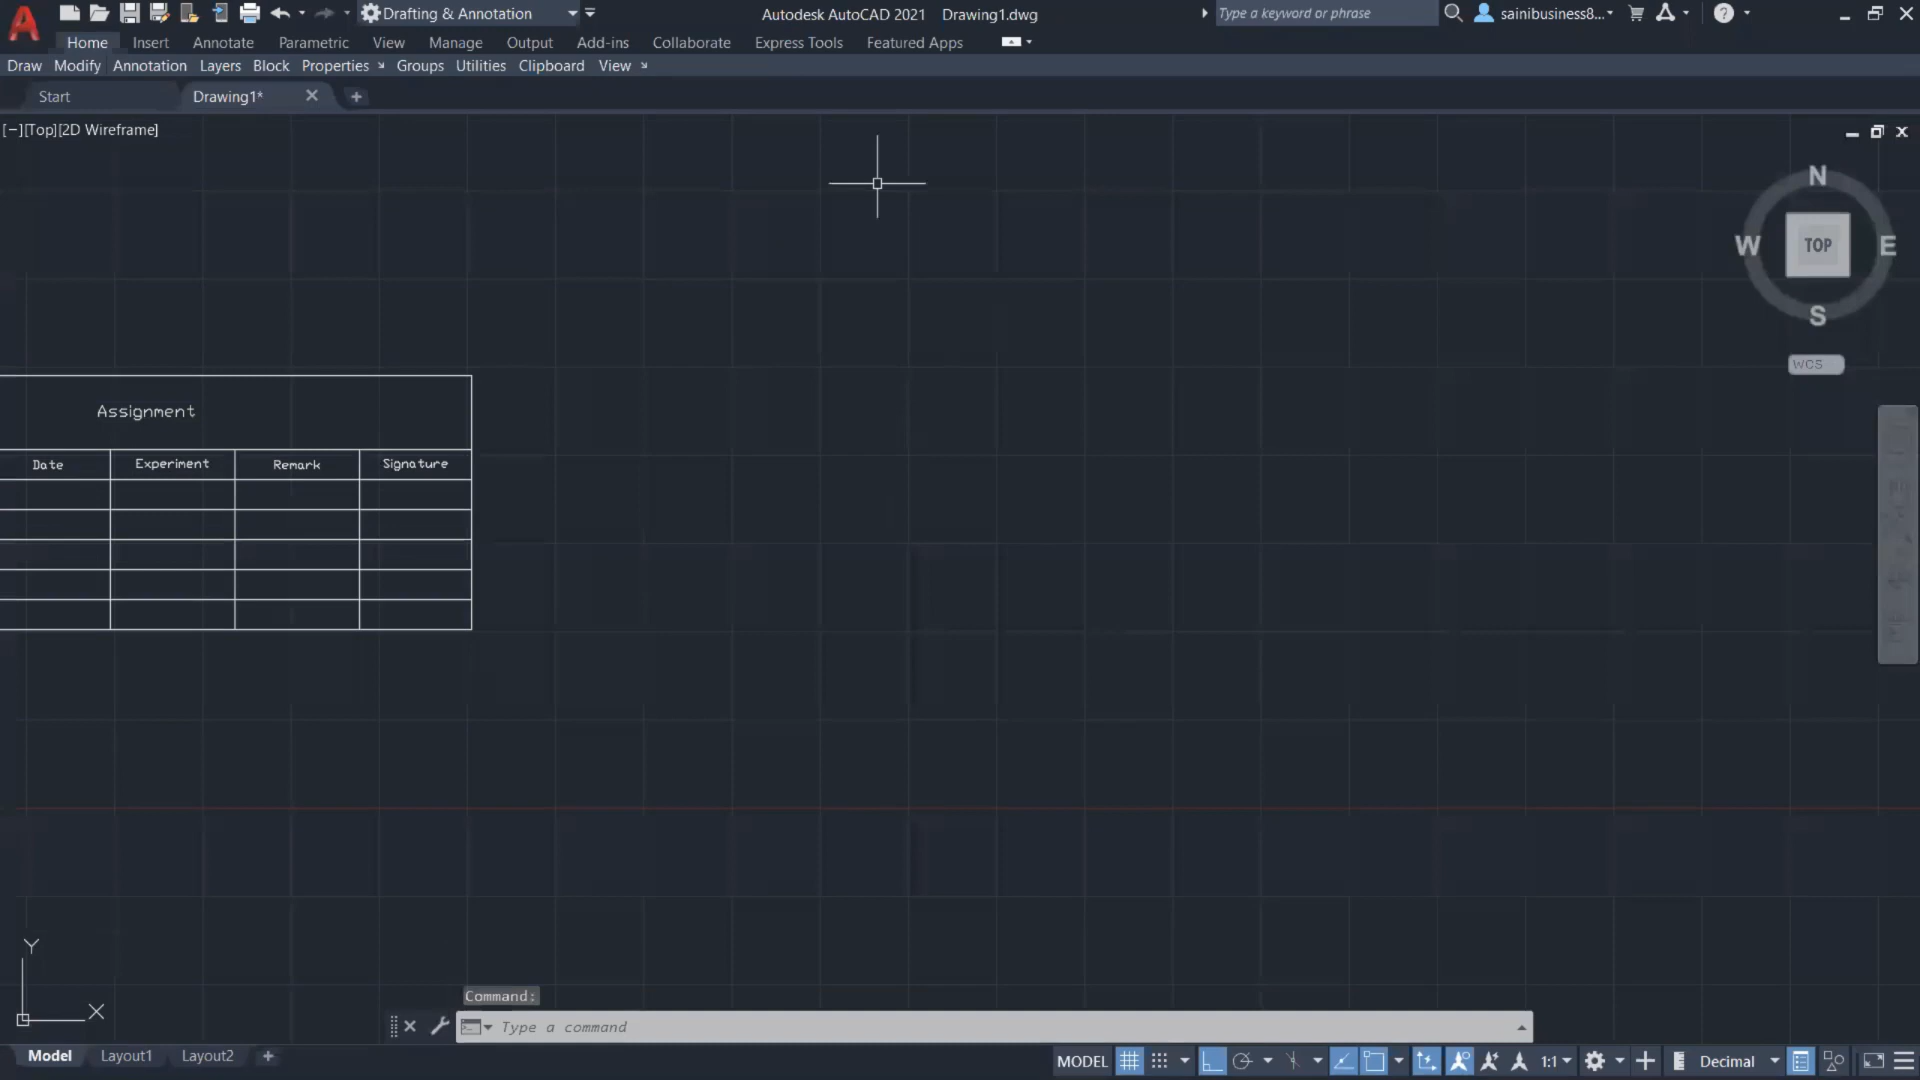 Drafting & Annotation
Autodesk AutoCAD 2021 Drawing1.dwg
Type a keyword or phrase
sainibusiness8...
Home Insert Annotate Parametric View Manage Output Add-ins Collaborate Express Tools Featured Apps
Draw Modify Annotation Layers Block Properties Groups Utilities Clipboard View
Start Drawing1*
[−][Top][2D Wireframe]
N
W TOP E
S
WCS
Assignment
Date Experiment Remark Signature
Y
X
Command:
Type a command
Model Layout1 Layout2
MODEL 1:1 Decimal